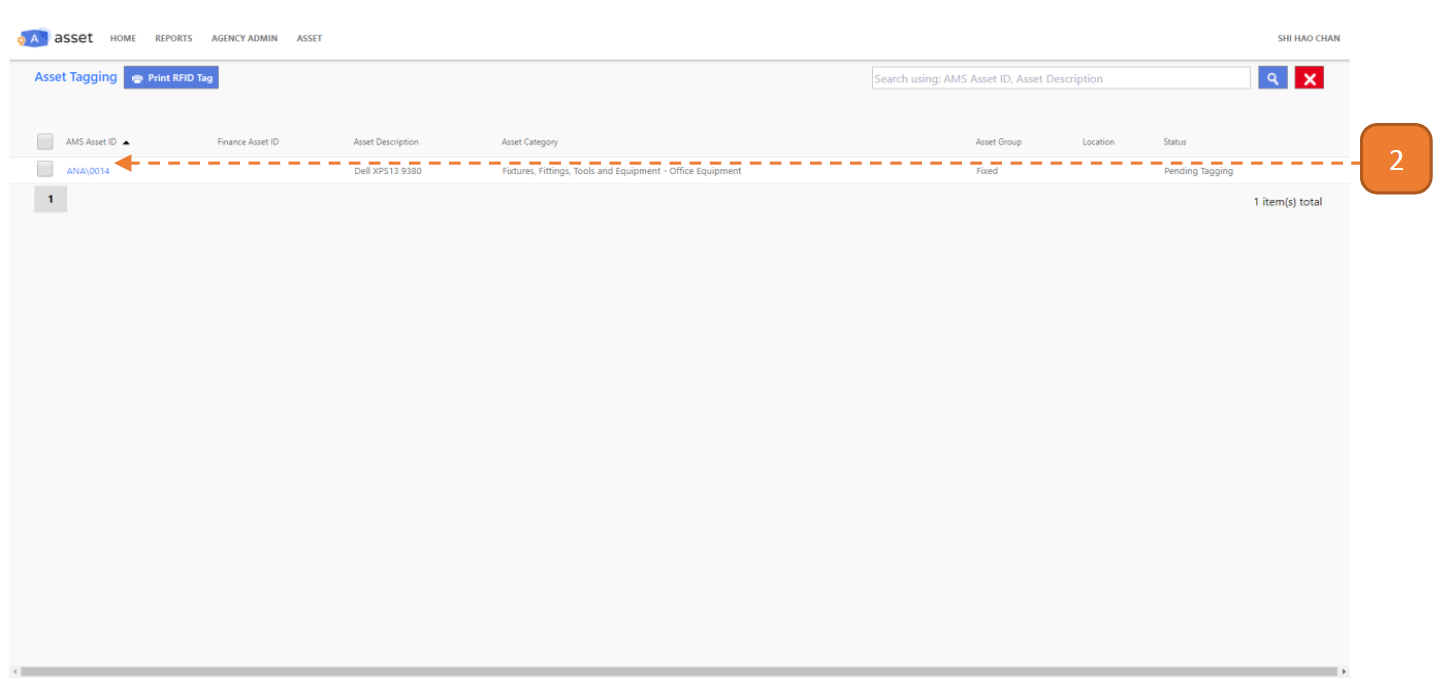 A asset HOME REPORTS AGENCY ADMIN ASSET SHI HAO CHAN
Asset Tagging Print RFID Tag Search using: AMS Asset ID, Asset Description
AMS Asset ID Finance Asset ID Asset Description Asset Category Asset Group Location Status
ANA\0014 Dell XPS13 9380 Fixtures, Fittings, Tools and Equipment - Office Equipment Fixed Pending Tagging
2
1 1 item(s) total